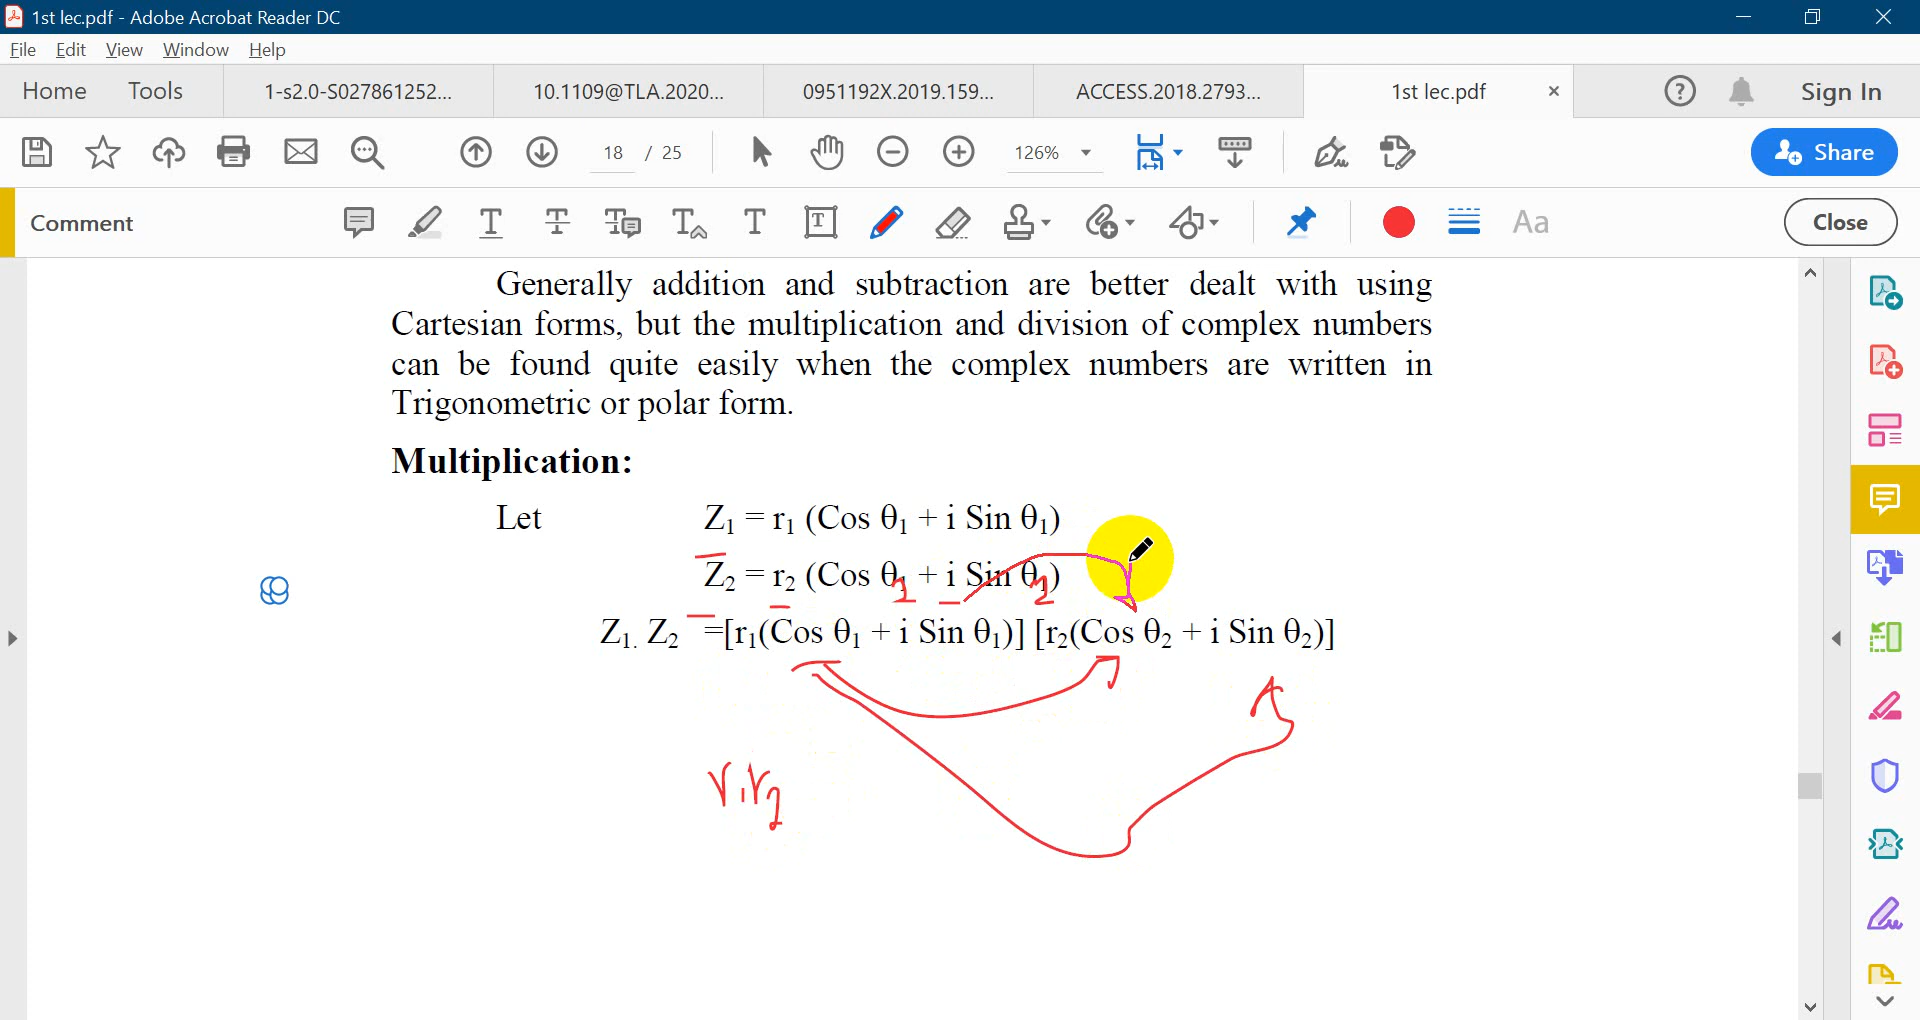 1st lec.pdf - Adobe Acrobat Reader DC
File Edit View Window Help
Home Tools 1-s2.0-S027861252... 10.1109@TLA.2020... 0951192X.2019.159... ACCESS.2018.2793... 1st lec.pdf × Sign In
18 / 25 126% Share
Comment Aa Close
Generally addition and subtraction are better dealt with using
Cartesian forms, but the multiplication and division of complex numbers
can be found quite easily when the complex numbers are written in
Trigonometric or polar form.
Multiplication:
Let Z₁ = r₁ (Cos θ₁ + i Sin θ₁)
Z₂ = r₂ (Cos θ₁ + i Sin θ₁)
2 2
Z₁. Z₂ =[r₁(Cos θ₁ + i Sin θ₁)] [r₂(Cos θ₂ + i Sin θ₂)]
r₁r₂